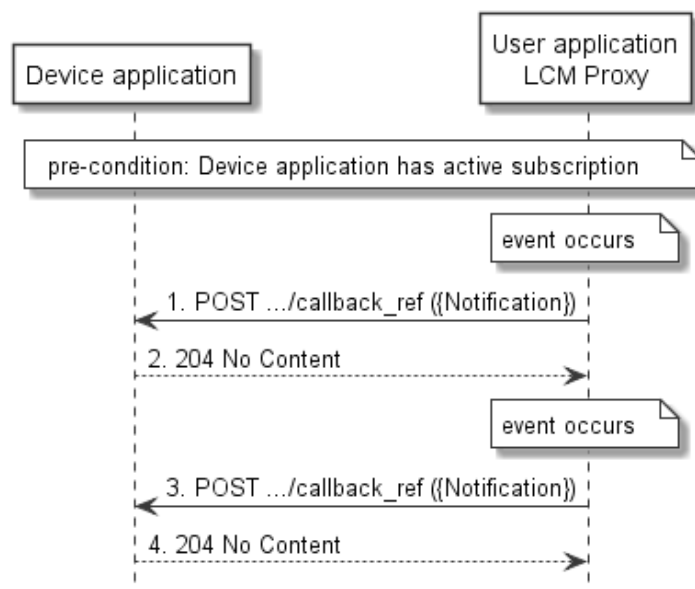 Device application
User application
LCM Proxy
pre-condition: Device application has active subscription
event occurs
1. POST .../callback_ref ({Notification})
2. 204 No Content
event occurs
3. POST .../callback_ref ({Notification})
4. 204 No Content